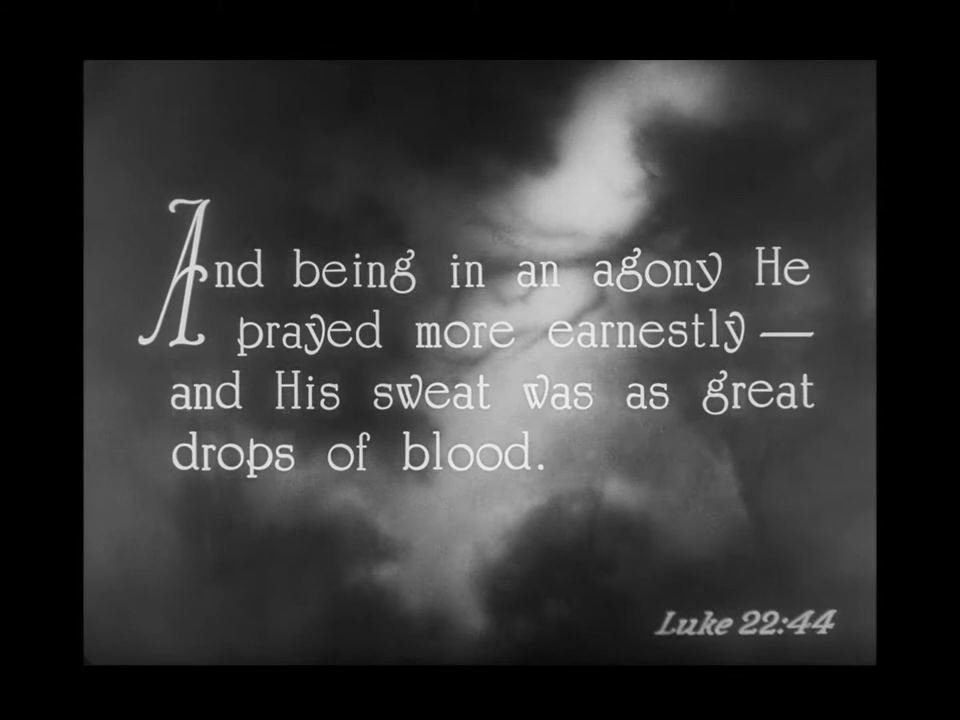 And being in an agony He
prayed more earnestly —
and His sweat was as great
drops of blood.
Luke 22:44